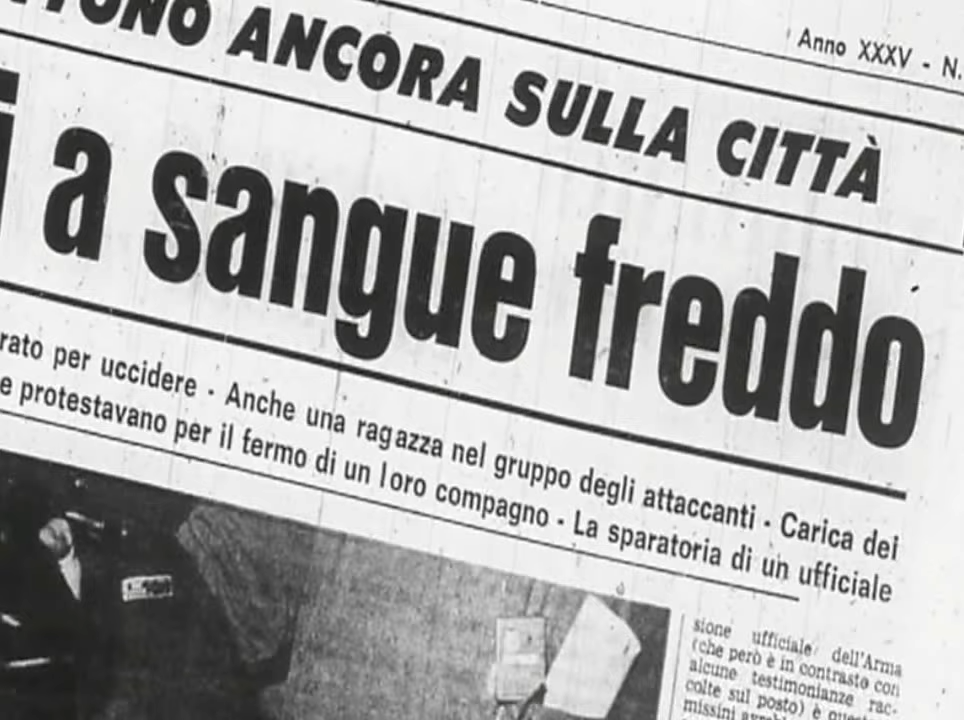 Anno XXXV - N.
ANCORA SULLA CITTÀ
a sangue freddo
per uccidere - Anche una ragazza nel gruppo degli attaccanti - Carica dei
e protestavano per il fermo di un loro compagno - La sparatoria di un ufficiale
sione ufficiale dell'Arma
(che però è in contrasto con
alcune testimonianze rac-
colte sul posto) è
missini